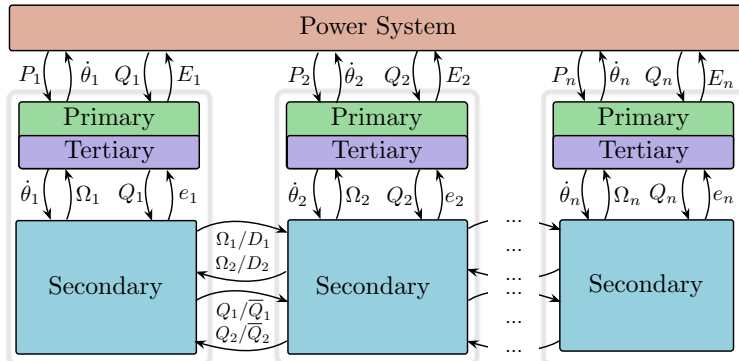 Power System
P₁ θ̇₁ Q₁ E₁ P₂ θ̇₂ Q₂ E₂ Pₙ θ̇ₙ Qₙ Eₙ
Primary Primary Primary
Tertiary Tertiary Tertiary
θ̇₁ Ω₁ Q₁ e₁ θ̇₂ Ω₂ Q₂ e₂ θ̇ₙ Ωₙ Qₙ eₙ
...
Ω₁/D₁ ...
Ω₂/D₂
Secondary Secondary ... Secondary
Q₁/Q̅₁ ...
Q₂/Q̅₂
...